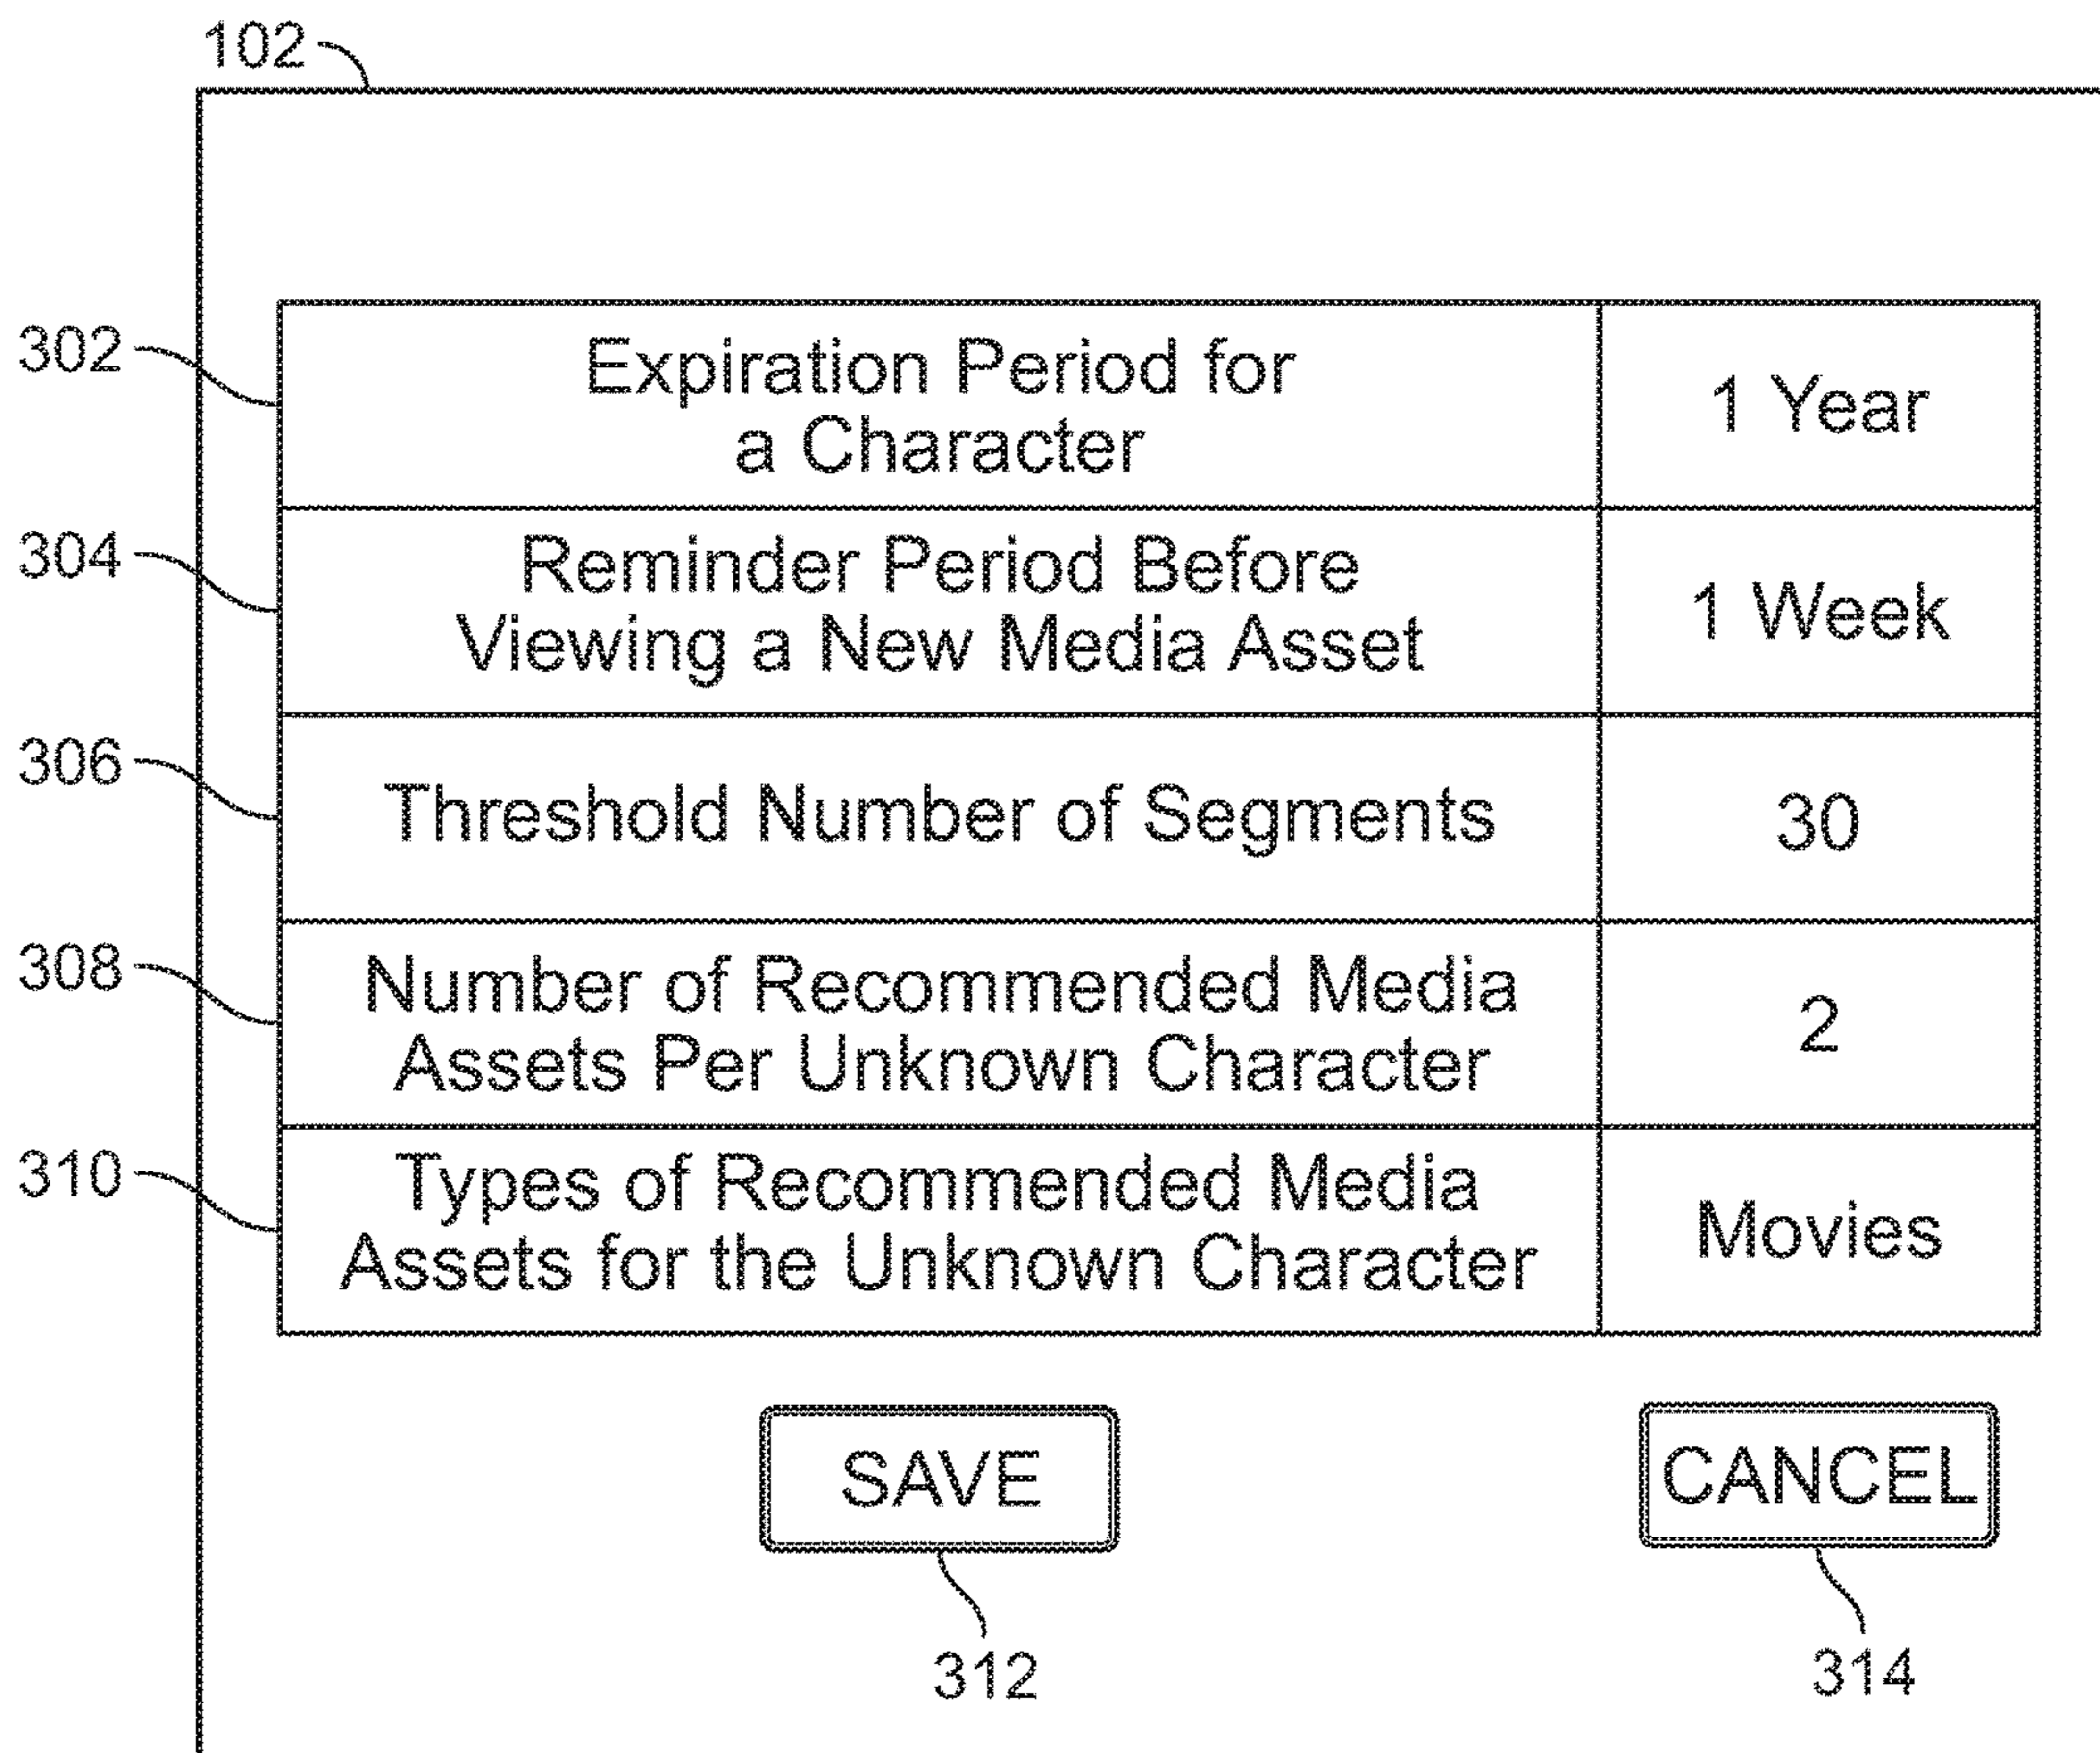 102
302
Expiration Period for
a Character
1 Year
304
Reminder Period Before
Viewing a New Media Asset
1 Week
306
Threshold Number of Segments
30
308
Number of Recommended Media
Assets Per Unknown Character
2
310
Types of Recommended Media
Assets for the Unknown Character
Movies
SAVE
CANCEL
312
314